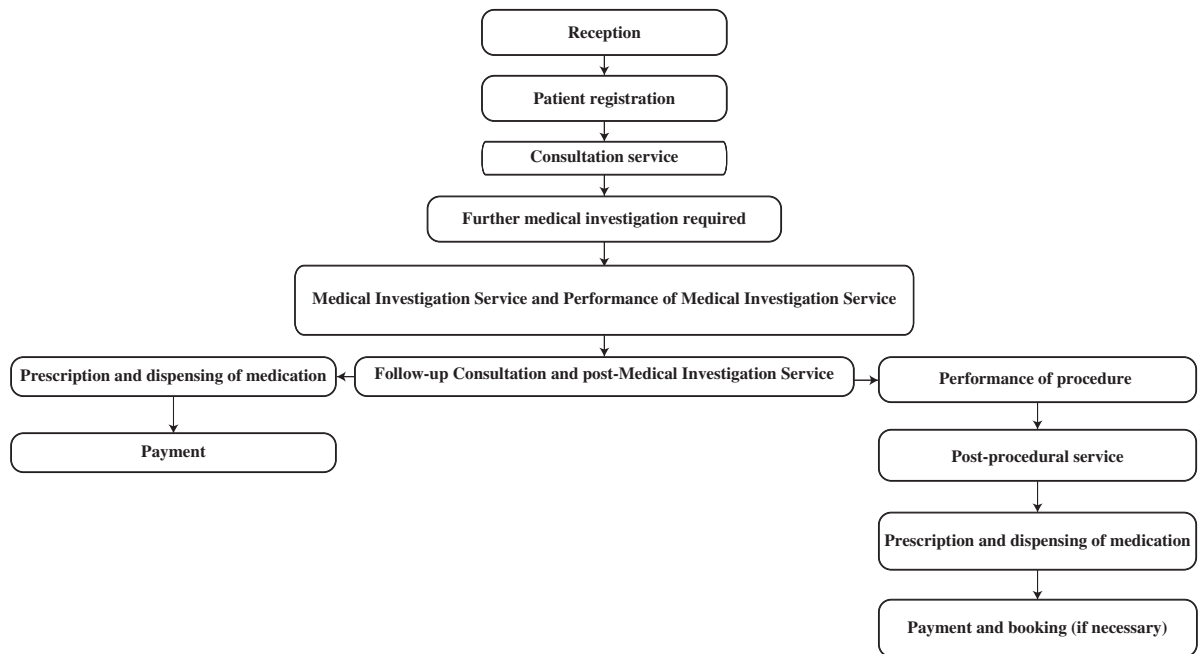 Reception
Patient registration
Consultation service
Further medical investigation required
Medical Investigation Service and Performance of Medical Investigation Service
Prescription and dispensing of medication
Follow-up Consultation and post-Medical Investigation Service
Performance of procedure
Payment
Post-procedural service
Prescription and dispensing of medication
Payment and booking (if necessary)